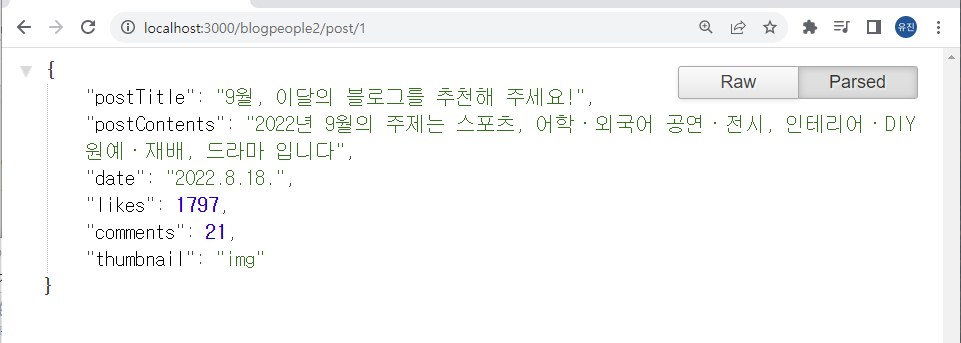 localhost:3000/blogpeople2/post/1
유진
Raw
Parsed
{
"postTitle": "9월, 이달의 블로그를 추천해 주세요!",
"postContents": "2022년 9월의 주제는 스포츠, 어학·외국어 공연·전시, 인테리어·DIY
원예·재배, 드라마 입니다",
"date": "2022.8.18.",
"likes": 1797,
"comments": 21,
"thumbnail": "img"
}